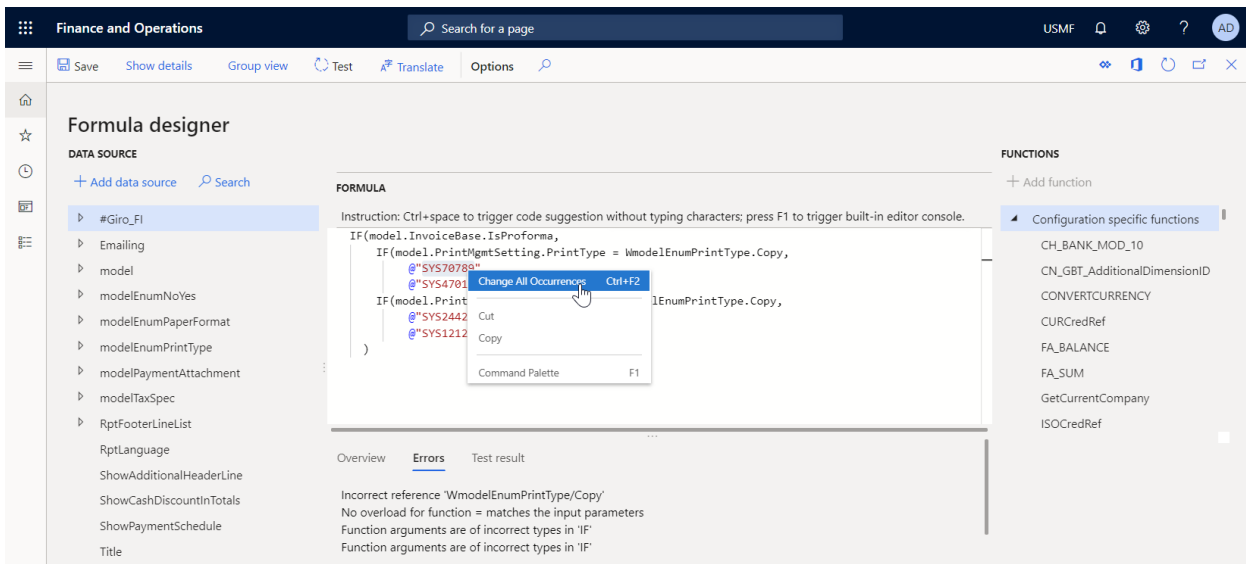 Finance and Operations
Search for a page
USMF
?
AD
Save
Show details
Group view
Test
Translate
Options
Formula designer
DATA SOURCE
+ Add data source
Search
#Giro_FI
Emailing
model
modelEnumNoYes
modelEnumPaperFormat
modelEnumPrintType
modelPaymentAttachment
modelTaxSpec
RptFooterLineList
RptLanguage
ShowAdditionalHeaderLine
ShowCashDiscountInTotals
ShowPaymentSchedule
Title
FORMULA
Instruction: Ctrl+space to trigger code suggestion without typing characters; press F1 to trigger built-in editor console.
IF(model.InvoiceBase.IsProforma,
IF(model.PrintMgmtSetting.PrintType = WmodelEnumPrintType.Copy,
@"SYS70789"
@"SYS4701
IF(model.Print
lEnumPrintType.Copy,
@"SYS2442
@"SYS1212
)
Change All Occurrences Ctrl+F2
Cut
Copy
Command Palette F1
Overview
Errors
Test result
Incorrect reference 'WmodelEnumPrintType/Copy'
No overload for function = matches the input parameters
Function arguments are of incorrect types in 'IF'
Function arguments are of incorrect types in 'IF'
FUNCTIONS
+ Add function
Configuration specific functions
CH_BANK_MOD_10
CN_GBT_AdditionalDimensionID
CONVERTCURRENCY
CURCredRef
FA_BALANCE
FA_SUM
GetCurrentCompany
ISOCredRef